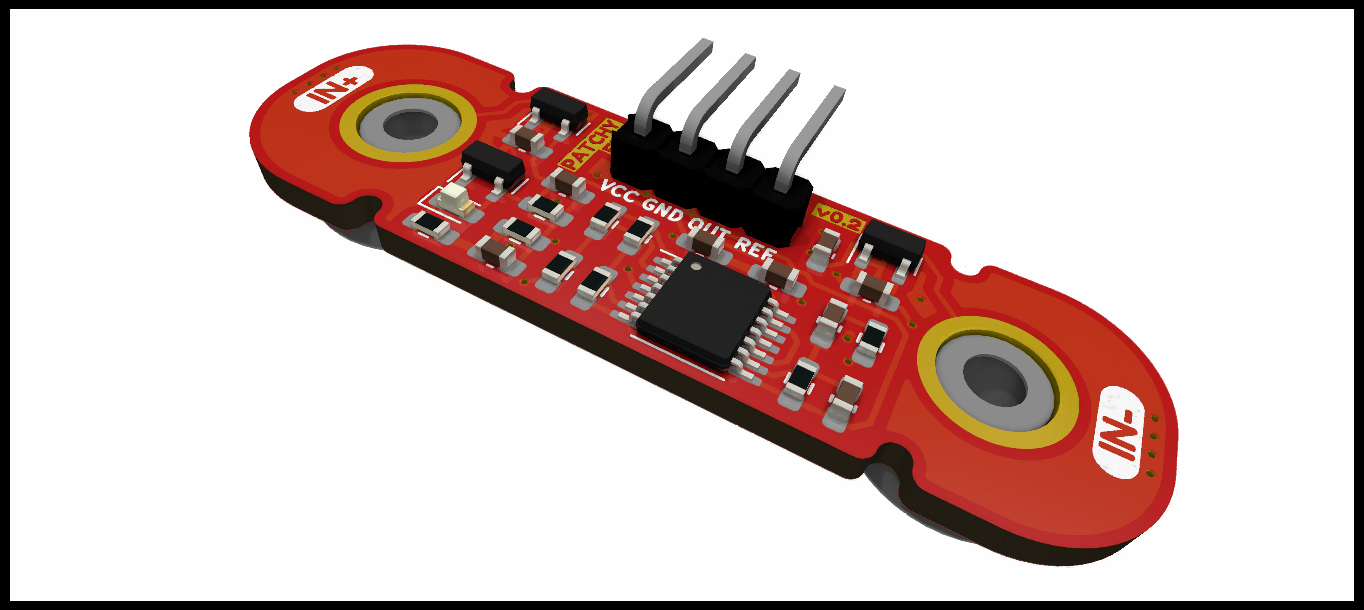 IN+
PATCHY
VCC GND OUT REF
v0.2
IN-